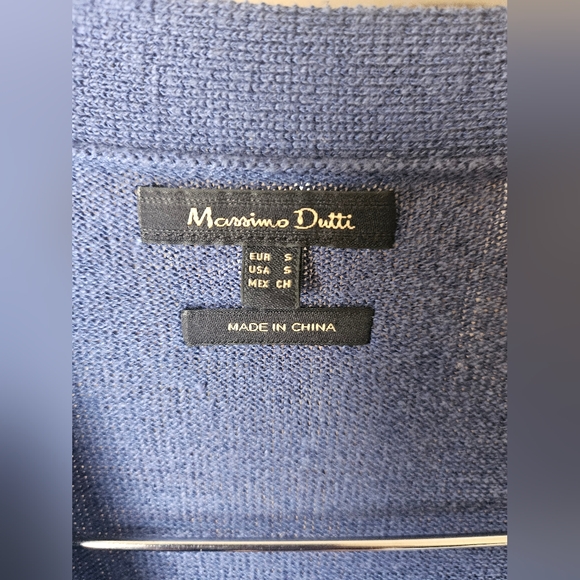 Massimo Dutti
EUR S
USA S
MEX CH
MADE IN CHINA